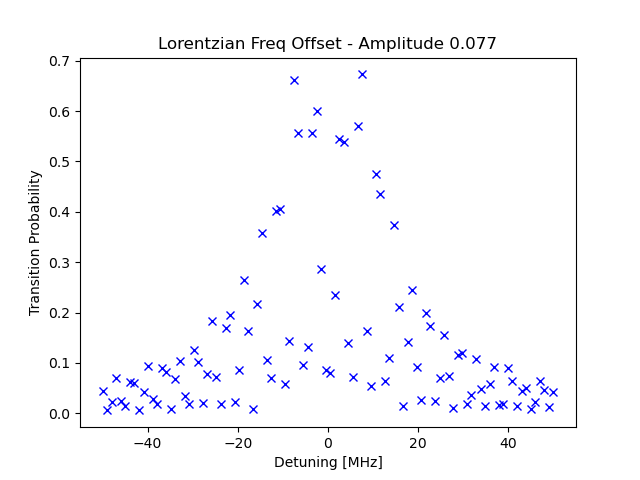 Lorentzian Freq Offset - Amplitude 0.077
Transition Probability
0.7
0.6
0.5
0.4
0.3
0.2
0.1
0.0
−40 −20 0 20 40
Detuning [MHz]